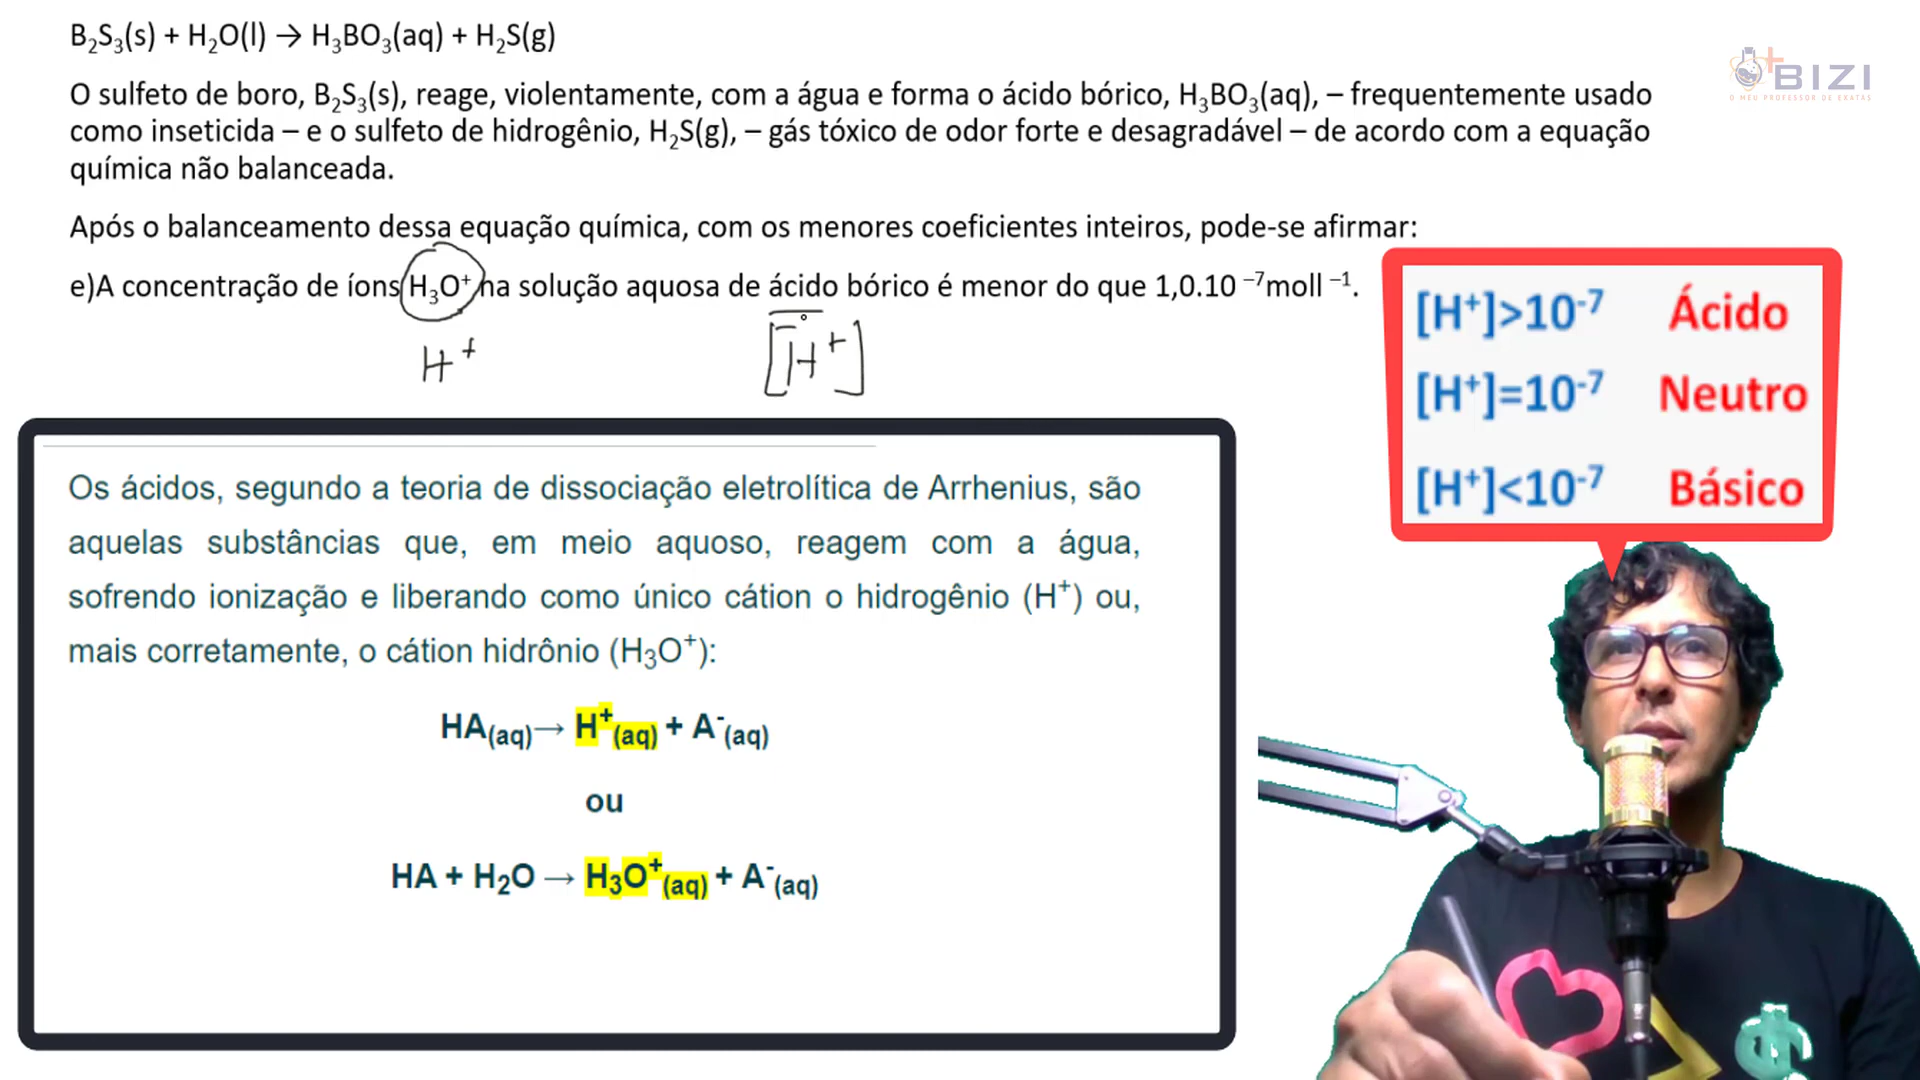 B₂S₃(s) + H₂O(l) → H₃BO₃(aq) + H₂S(g)
+BIZI
O MEU PROFESSOR DE EXATAS
O sulfeto de boro, B₂S₃(s), reage, violentamente, com a água e forma o ácido bórico, H₃BO₃(aq), – frequentemente usado
como inseticida – e o sulfeto de hidrogênio, H₂S(g), – gás tóxico de odor forte e desagradável – de acordo com a equação
química não balanceada.
Após o balanceamento dessa equação química, com os menores coeficientes inteiros, pode-se afirmar:
e)A concentração de íons H₃O⁺ na solução aquosa de ácido bórico é menor do que 1,0.10 ⁻⁷moll ⁻¹.
H⁺
[H⁺]
[H⁺]>10⁻⁷ Ácido
[H⁺]=10⁻⁷ Neutro
[H⁺]<10⁻⁷ Básico
Os ácidos, segundo a teoria de dissociação eletrolítica de Arrhenius, são
aquelas substâncias que, em meio aquoso, reagem com a água,
sofrendo ionização e liberando como único cátion o hidrogênio (H⁺) ou,
mais corretamente, o cátion hidrônio (H₃O⁺):
HA(aq)→ H⁺(aq) + A⁻(aq)
ou
HA + H₂O → H₃O⁺(aq) + A⁻(aq)